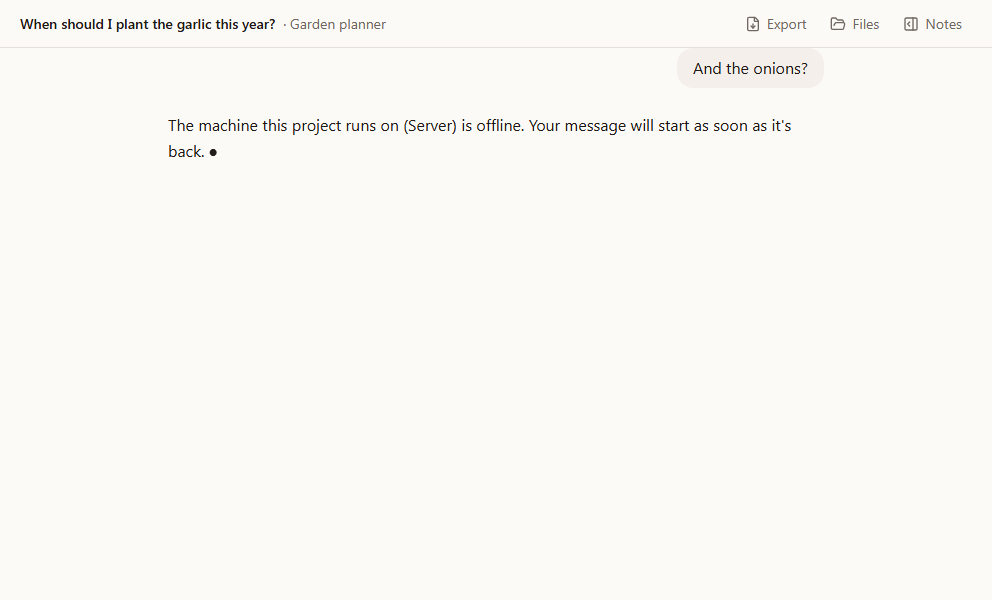 When should I plant the garlic this year? · Garden planner
Export
Files
Notes
And the onions?
The machine this project runs on (Server) is offline. Your message will start as soon as it's
back. ●